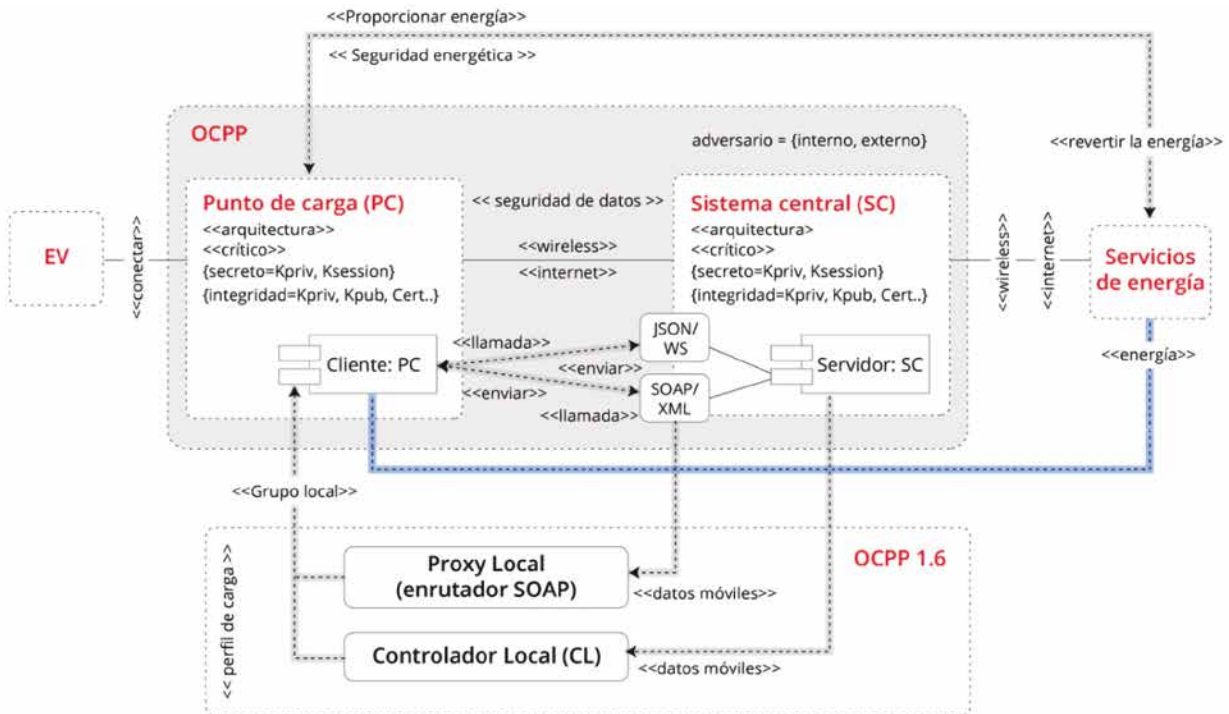 <<Proporcionar energía>>
<< Seguridad energética >>
OCPP
adversario = {interno, externo}
<<revertir la energía>>
Punto de carga (PC)
<<arquitectura>>
<<crítico>>
{secreto=Kpriv, Ksession}
{integridad=Kpriv, Kpub, Cert..}
<< seguridad de datos >>
<<wireless>>
<<internet>>
Sistema central (SC)
<<arquitectura>
<<crítico>>
{secreto=Kpriv, Ksession}
{integridad=Kpriv, Kpub, Cert..}
EV
<<conectar>>
<<wireless>>
<<internet>>
Servicios
de energía
<<energía>>
Cliente: PC
<<llamada>>
<<enviar>>
<<enviar>>
<<llamada>>
JSON/
WS
SOAP/
XML
Servidor: SC
<<Grupo local>>
<< perfil de carga >>
OCPP 1.6
Proxy Local
(enrutador SOAP)
<<datos móviles>>
Controlador Local (CL)
<<datos móviles>>